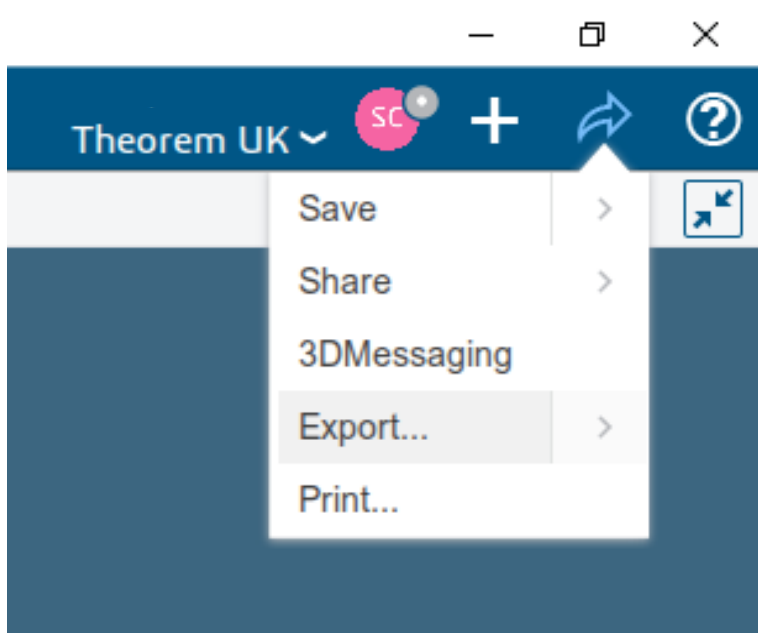 Theorem UK
SC
Save
Share
3DMessaging
Export...
Print...